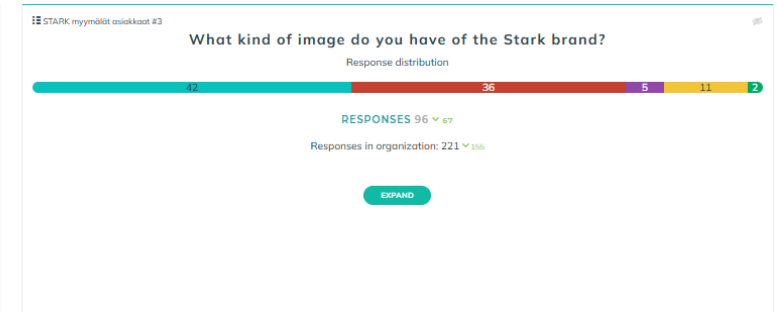 STARK myymälät asiakkaat #3
What kind of image do you have of the Stark brand?
Response distribution
42 36 5 11 2
RESPONSES 96 67
Responses in organization: 221 155
EXPAND